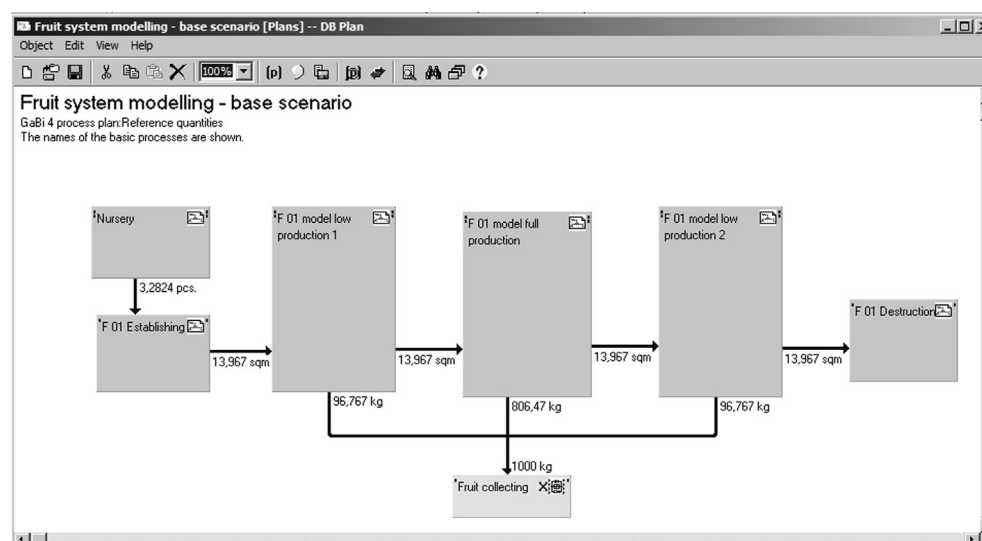 Fruit system modelling - base scenario [Plans] -- DB Plan
Object Edit View Help
100%
Fruit system modelling - base scenario
GaBi 4 process plan:Reference quantities
The names of the basic processes are shown.
Nursery
F 01 model low
production 1
F 01 model full
production
F 01 model low
production 2
3,2824 pcs.
F 01 Establishing
F 01 Destruction
13,967 sqm
13,967 sqm
13,967 sqm
13,967 sqm
96,767 kg
806,47 kg
96,767 kg
1000 kg
Fruit collecting